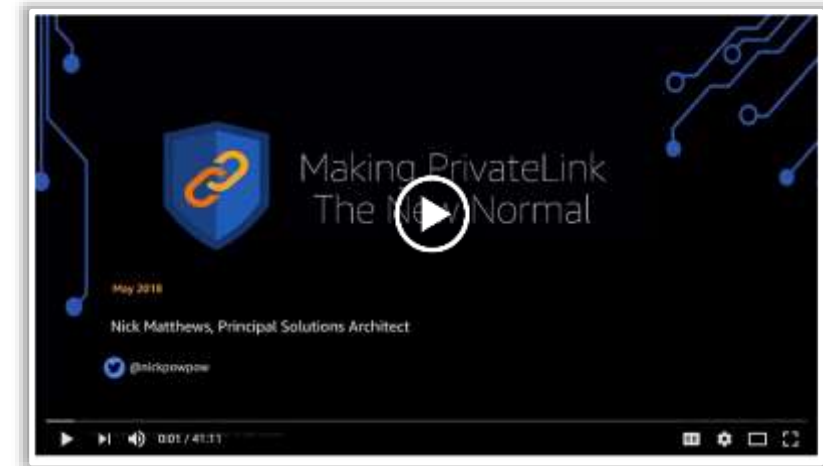 Making PrivateLink
The New Normal
May 2018
Nick Matthews, Principal Solutions Architect
@nickpowpow
0:01 / 41:11